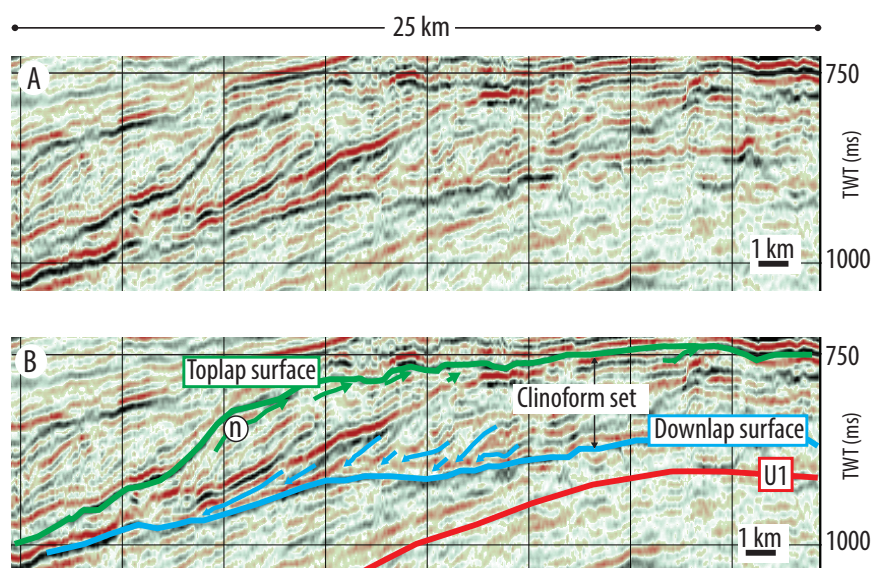 25 km
A
750
TWT (ms)
1 km
1000
B
750
Toplap surface
n
Clinoform set
Downlap surface
TWT (ms)
U1
1 km
1000